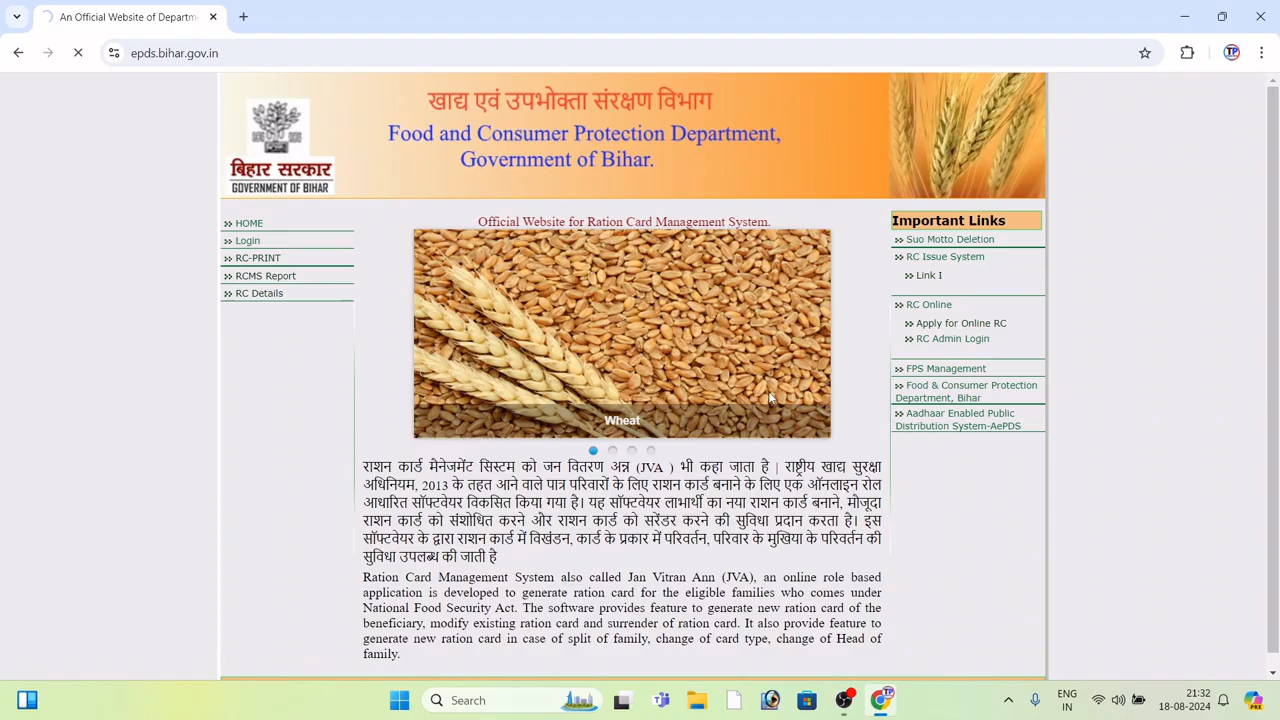 An Official Website of Departme
epds.bihar.gov.in
बिहार सरकार
GOVERNMENT OF BIHAR
खाद्य एवं उपभोक्ता संरक्षण विभाग
Food and Consumer Protection Department,
Government of Bihar.
HOME
Login
RC-PRINT
RCMS Report
RC Details
Official Website for Ration Card Management System.
Wheat
राशन कार्ड मैनेजमेंट सिस्टम को जन वितरण अन्न (JVA ) भी कहा जाता है | राष्ट्रीय खाद्य सुरक्षा
अधिनियम, 2013 के तहत आने वाले पात्र परिवारों के लिए राशन कार्ड बनाने के लिए एक ऑनलाइन रोल
आधारित सॉफ्टवेयर विकसित किया गया है। यह सॉफ्टवेयर लाभार्थी का नया राशन कार्ड बनाने, मौजूदा
राशन कार्ड को संशोधित करने और राशन कार्ड को सरेंडर करने की सुविधा प्रदान करता है। इस
सॉफ्टवेयर के द्वारा राशन कार्ड में विखंडन, कार्ड के प्रकार में परिवर्तन, परिवार के मुखिया के परिवर्तन की
सुविधा उपलब्ध की जाती है
Ration Card Management System also called Jan Vitran Ann (JVA), an online role based
application is developed to generate ration card for the eligible families who comes under
National Food Security Act. The software provides feature to generate new ration card of the
beneficiary, modify existing ration card and surrender of ration card. It also provide feature to
generate new ration card in case of split of family, change of card type, change of Head of
family.
Important Links
Suo Motto Deletion
RC Issue System
Link I
RC Online
Apply for Online RC
RC Admin Login
FPS Management
Food & Consumer Protection
Department, Bihar
Aadhaar Enabled Public
Distribution System-AePDS
Search
ENG
IN
21:32
18-08-2024